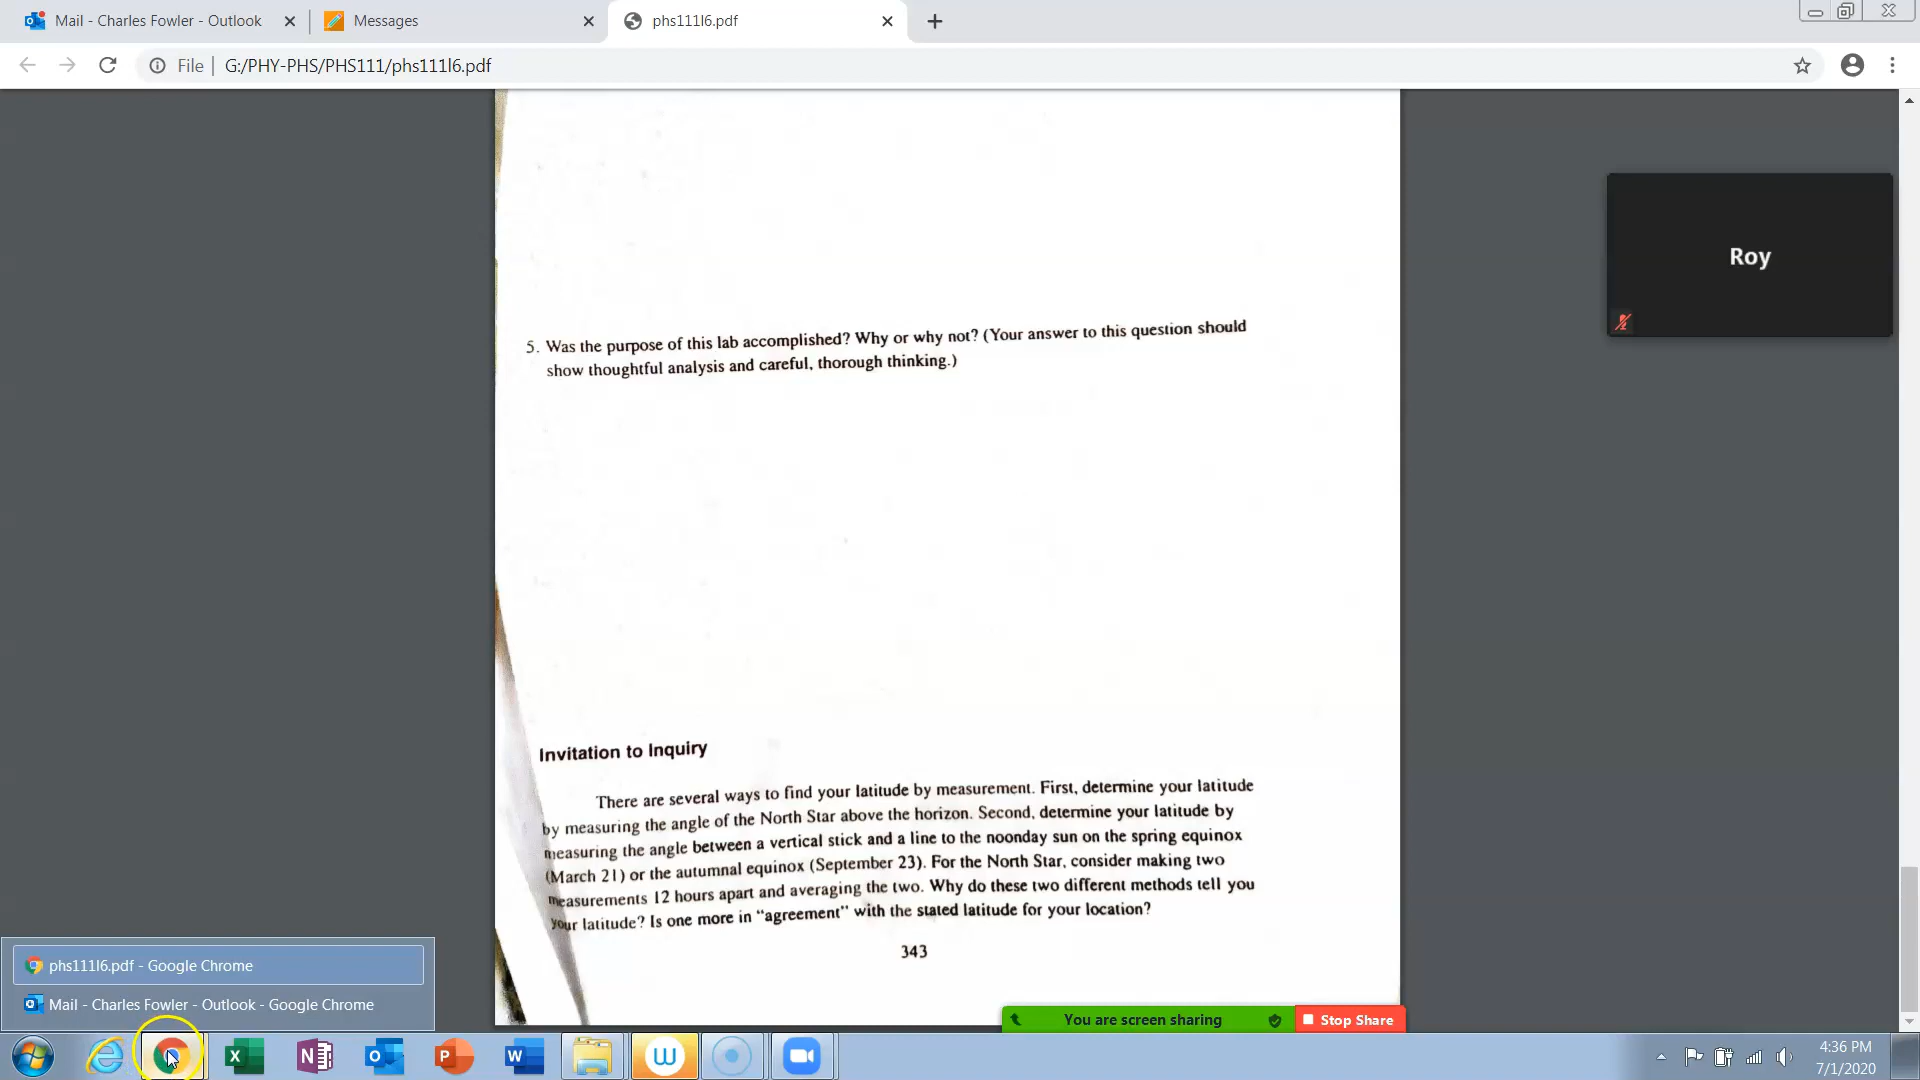 Mail - Charles Fowler - Outlook
Messages
phs111l6.pdf
File
G:/PHY-PHS/PHS111/phs111l6.pdf
Roy
5. Was the purpose of this lab accomplished? Why or why not? (Your answer to this question should
show thoughtful analysis and careful, thorough thinking.)
Invitation to Inquiry
There are several ways to find your latitude by measurement. First, determine your latitude
by measuring the angle of the North Star above the horizon. Second, determine your latitude by
measuring the angle between a vertical stick and a line to the noonday sun on the spring equinox
(March 21) or the autumnal equinox (September 23). For the North Star, consider making two
measurements 12 hours apart and averaging the two. Why do these two different methods tell you
your latitude? Is one more in “agreement” with the stated latitude for your location?
343
phs111l6.pdf - Google Chrome
Mail - Charles Fowler - Outlook - Google Chrome
You are screen sharing
Stop Share
4:36 PM
7/1/2020